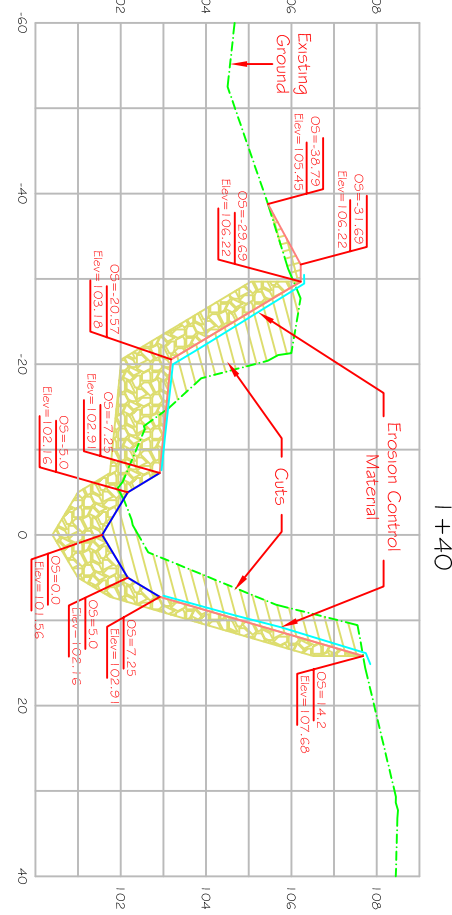 1+40
108
106
104
102
108
106
104
102
-60
-40
-20
0
20
40
Existing
Ground
OS=-38.79
Elev=105.45
OS=-31.69
Elev=106.22
OS=-29.69
Elev=106.22
OS=-20.57
Elev=103.18
OS=-7.25
Elev=102.91
OS=-5.0
Elev=102.16
OS=0.0
Elev=101.56
OS=5.0
Elev=102.16
OS=7.25
Elev=102.91
OS=14.2
Elev=107.68
Erosion Control
Material
Cuts